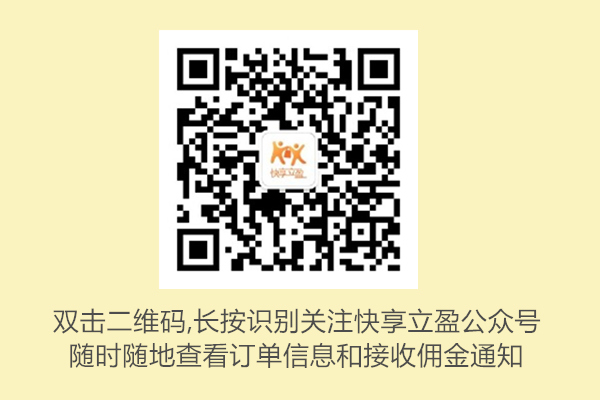 快享立盈
双击二维码,长按识别关注快享立盈公众号
随时随地查看订单信息和接收佣金通知